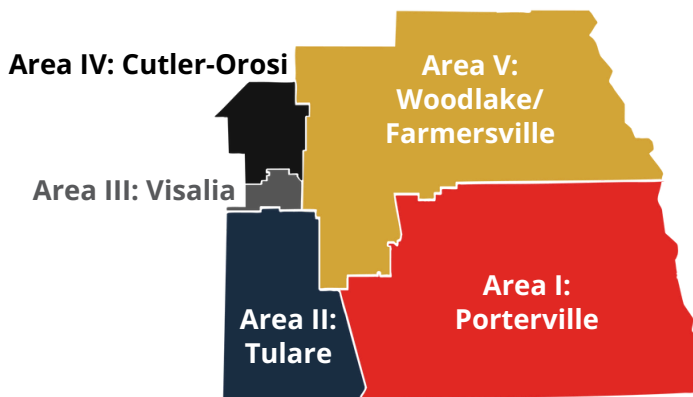 Area IV: Cutler-Orosi
Area V:
Woodlake/
Farmersville
Area III: Visalia
Area I:
Porterville
Area II:
Tulare